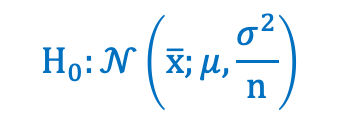 H₀: 𝒩 (x̄; μ, σ²/n)